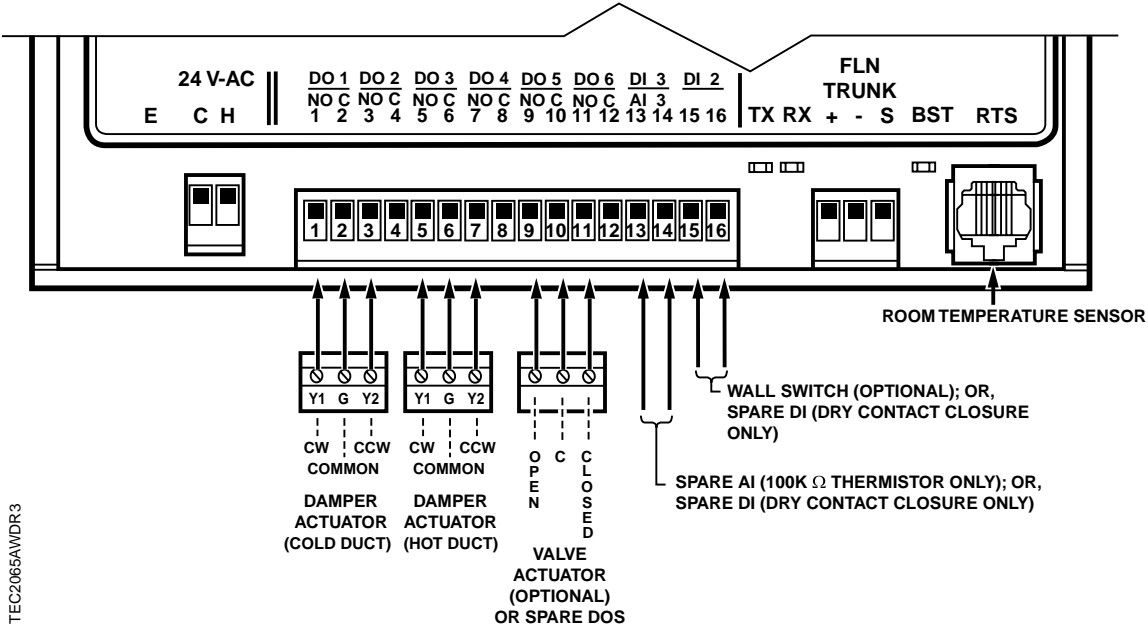 24 V-AC
E C H
DO 1 DO 2 DO 3 DO 4 DO 5 DO 6 DI 3 DI 2
NO C NO C NO C NO C NO C NO C AI 3
1 2 3 4 5 6 7 8 9 10 11 12 13 14 15 16
FLN
TRUNK
TX RX + - S BST RTS
1 2 3 4 5 6 7 8 9 10 11 12 13 14 15 16
ROOM TEMPERATURE SENSOR
Y1 G Y2
CW CCW
COMMON
DAMPER
ACTUATOR
(COLD DUCT)
Y1 G Y2
CW CCW
COMMON
DAMPER
ACTUATOR
(HOT DUCT)
OPEN
C
CLOSED
VALVE
ACTUATOR
(OPTIONAL)
OR SPARE DOS
WALL SWITCH (OPTIONAL); OR,
SPARE DI (DRY CONTACT CLOSURE
ONLY)
SPARE AI (100K Ω THERMISTOR ONLY); OR,
SPARE DI (DRY CONTACT CLOSURE ONLY)
TEC2065AWDR3